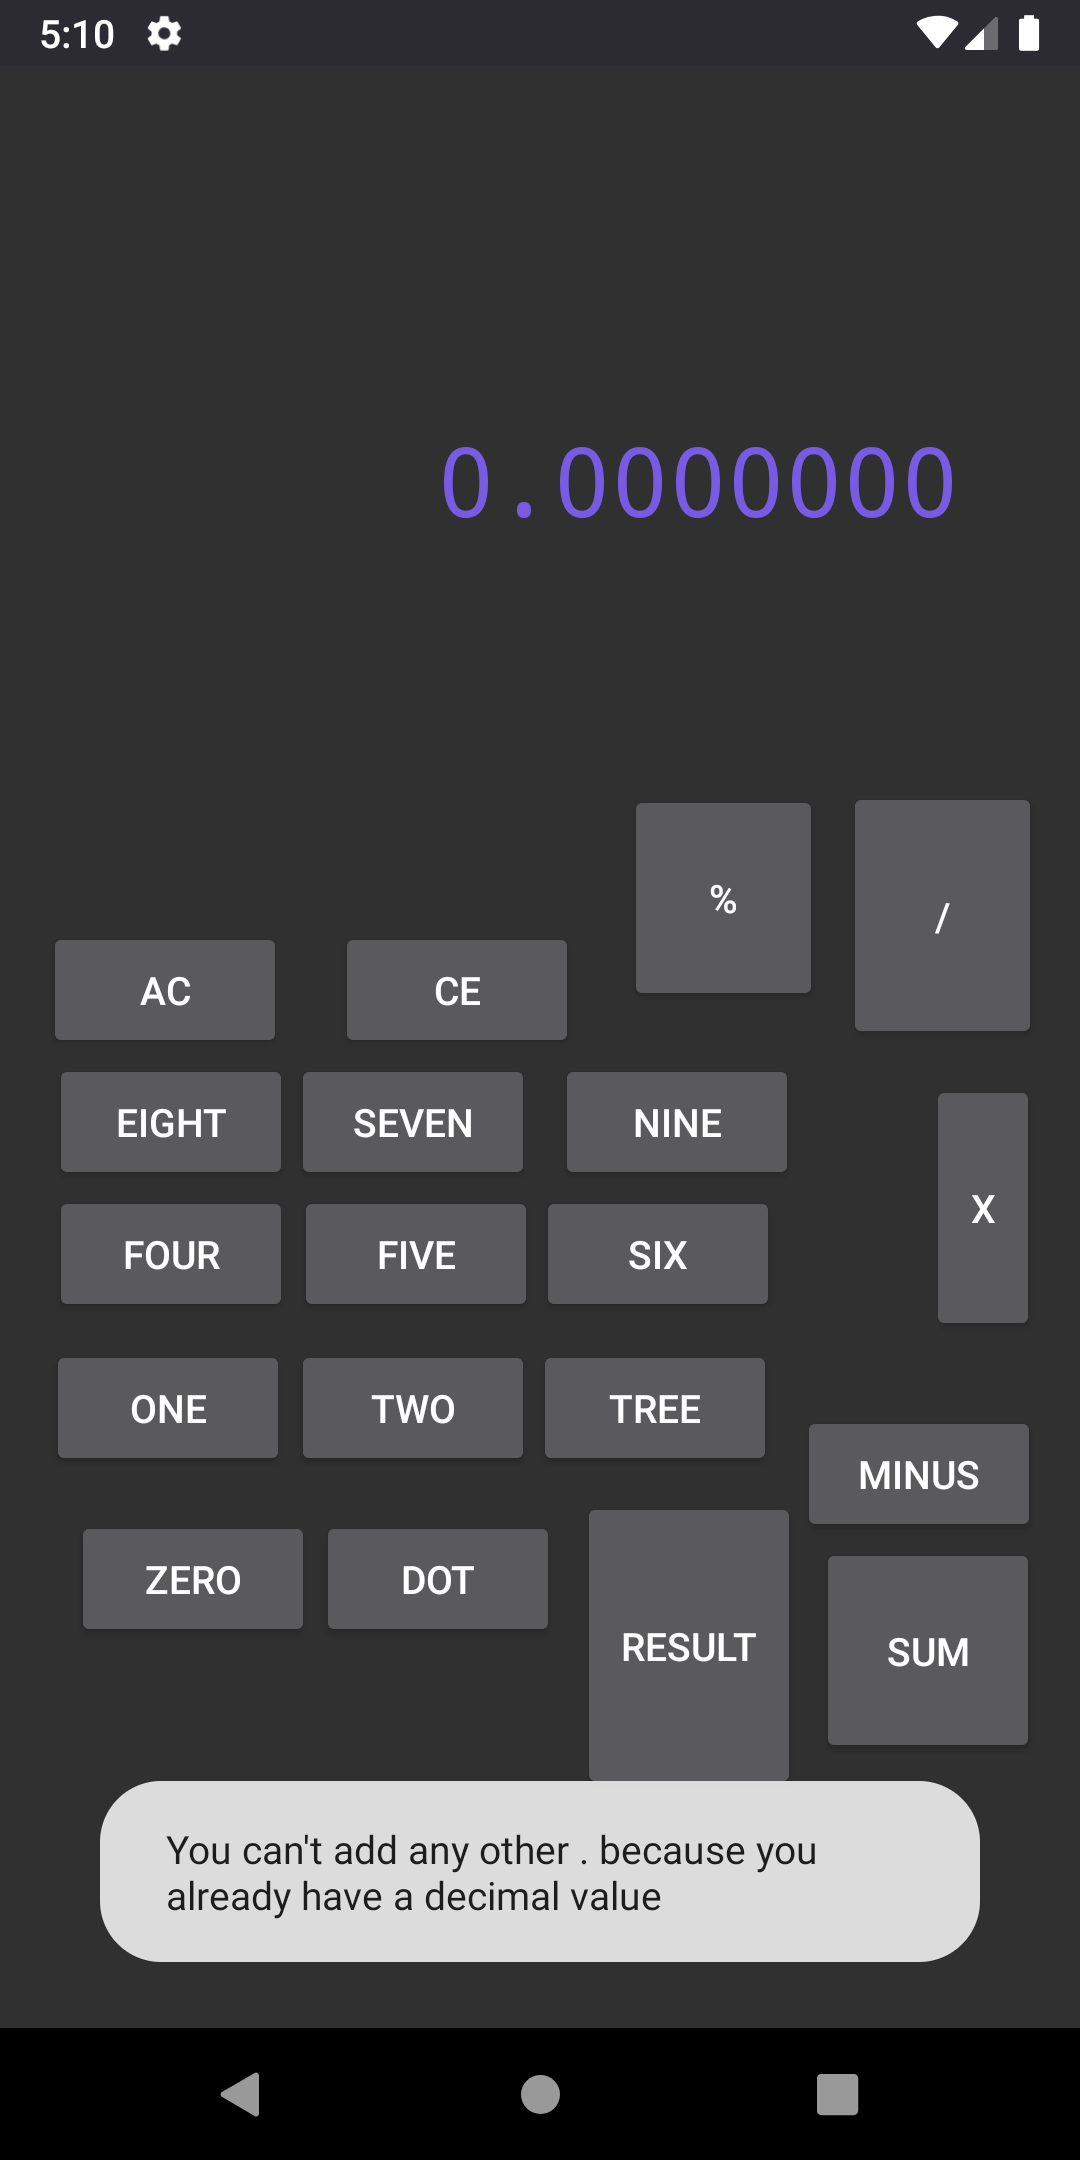 5:10
0.0000000
%
/
AC
CE
EIGHT
SEVEN
NINE
X
FOUR
FIVE
SIX
ONE
TWO
TREE
MINUS
ZERO
DOT
RESULT
SUM
You can't add any other . because you
already have a decimal value